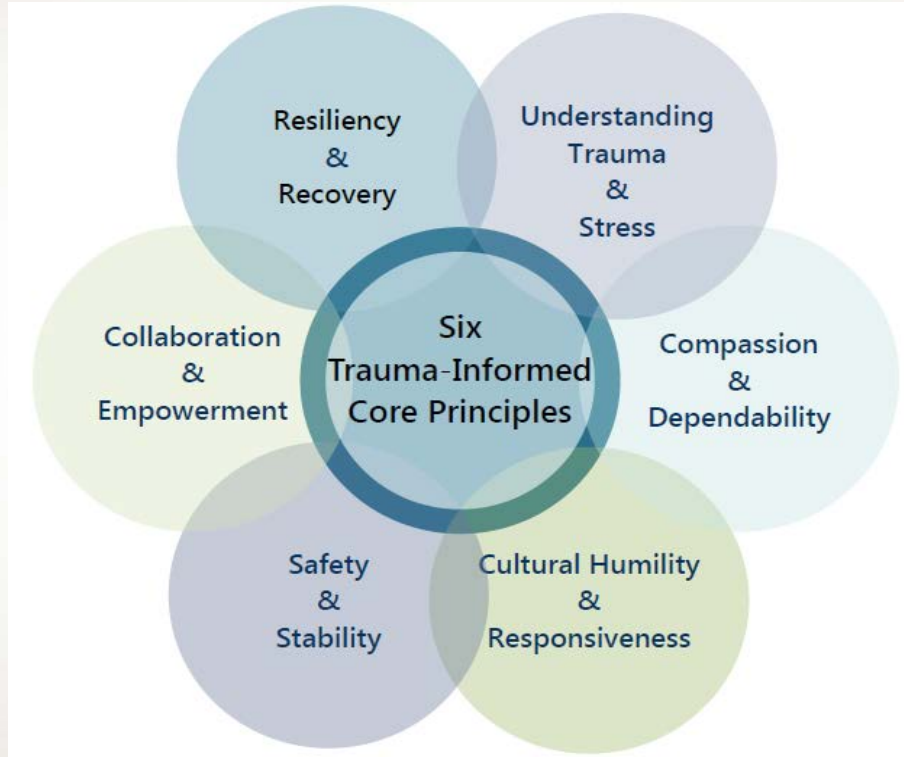 Six
Trauma-Informed
Core Principles
Understanding
Trauma
&
Stress
Compassion
&
Dependability
Cultural Humility
&
Responsiveness
Safety
&
Stability
Collaboration
&
Empowerment
Resiliency
&
Recovery